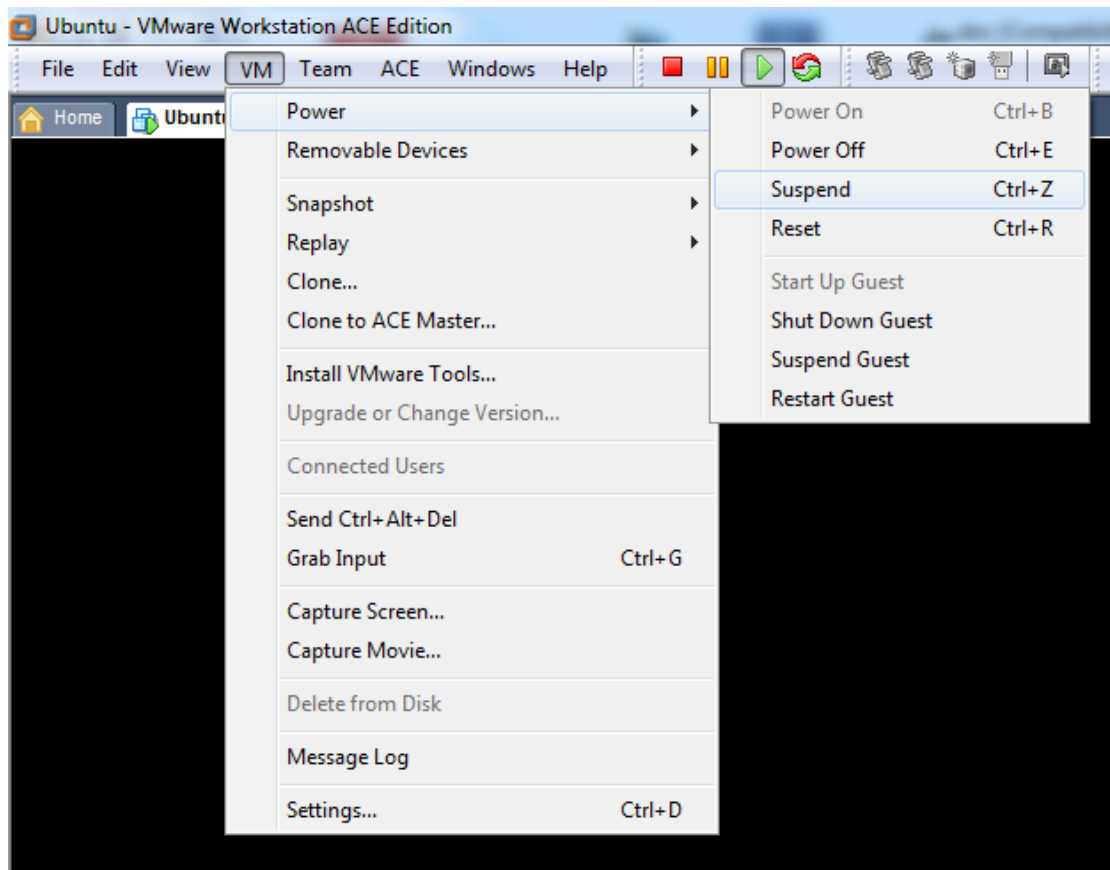 Ubuntu - VMware Workstation ACE Edition
File Edit View VM Team ACE Windows Help
Home
Power
Removable Devices
Snapshot
Replay
Clone...
Clone to ACE Master...
Install VMware Tools...
Upgrade or Change Version...
Connected Users
Send Ctrl+Alt+Del
Grab Input Ctrl+G
Capture Screen...
Capture Movie...
Delete from Disk
Message Log
Settings... Ctrl+D
Power On Ctrl+B
Power Off Ctrl+E
Suspend Ctrl+Z
Reset Ctrl+R
Start Up Guest
Shut Down Guest
Suspend Guest
Restart Guest